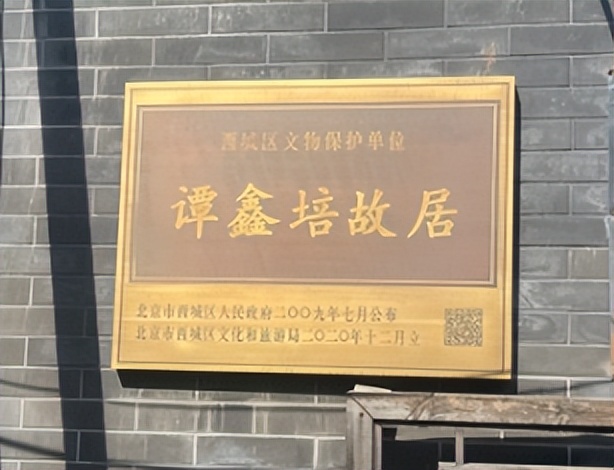 西城区文物保护单位
谭鑫培故居
北京市西城区人民政府二〇〇九年七月公布
北京市西城区文化和旅游局二〇二〇年十二月立